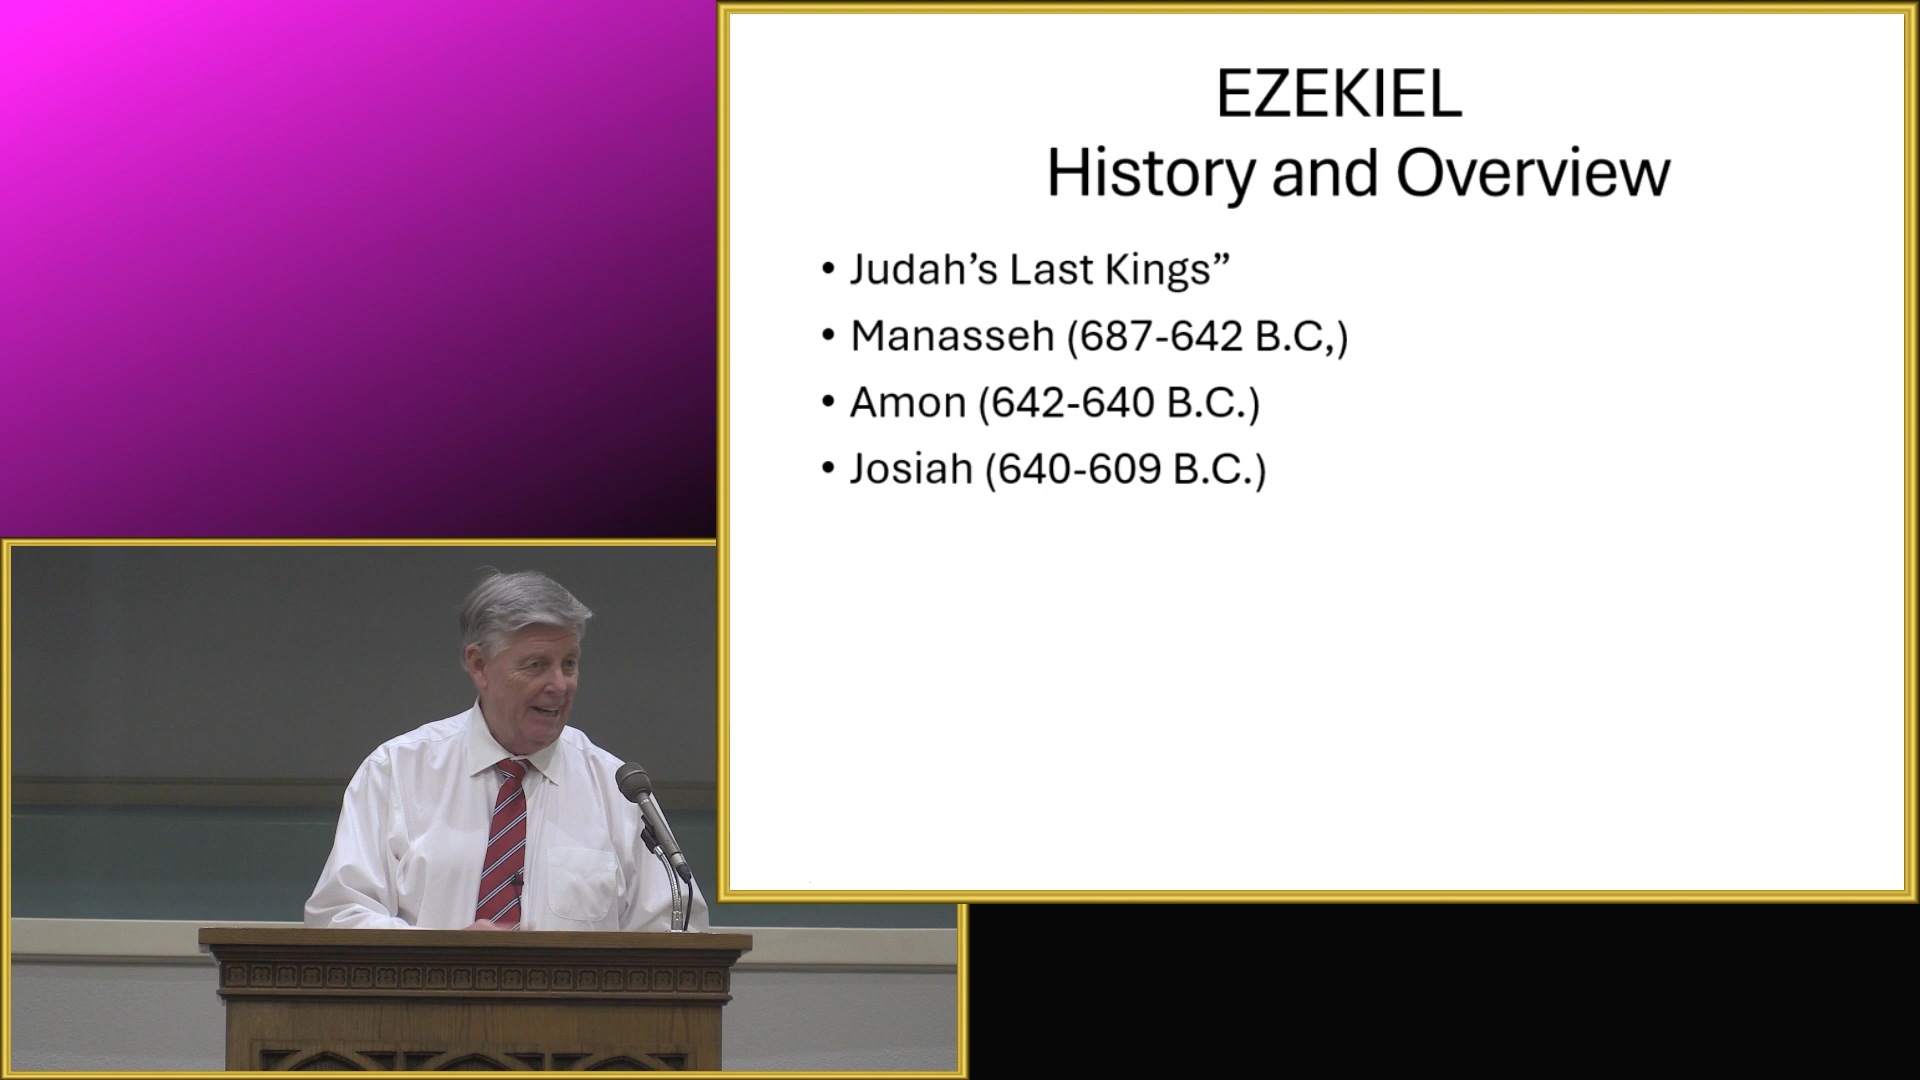 EZEKIEL
History and Overview
• Judah’s Last Kings”
• Manasseh (687-642 B.C,)
• Amon (642-640 B.C.)
• Josiah (640-609 B.C.)